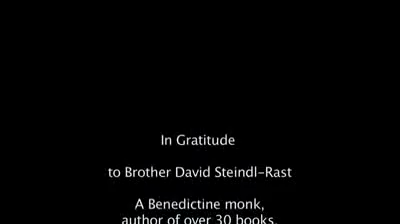 In Gratitude
to Brother David Steindl-Rast
A Benedictine monk,
author of over 30 books,